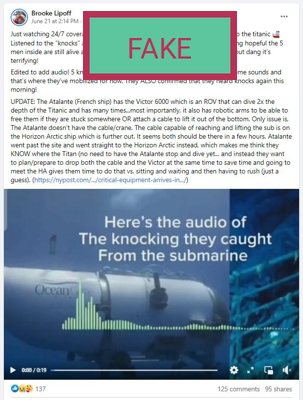 Brooke Lipoff
June 21 at 2:14 PM ·
FAKE
Just watching 24/7 covera to the titanic
Listened to the "knocks" ng hopeful the 5
men inside are still alive a ut dang it's
terrifying!
Edited to add audio! 5 kn me sounds and
that's where they've mobilized for now. They ALSO confirmed that they heard knocks again this
morning!
UPDATE: The Atalante (French ship) has the Victor 6000 which is an ROV that can dive 2x the
depth of the Titanic and has many times...most importantly, it also has robotic arms to be able to
free them if they are stuck somewhere OR attach a cable to lift it out of the bottom. Only issue is.
The Atalante doesn't have the cable/crane. The cable capable of reaching and lifting the sub is on
the Horizon Arctic ship which is further out. It seems both should be there in a few hours. Atalante
went past the site and went straight to the Horizon Arctic instead, which makes me think they
KNOW where the Titan (no need to have the Atalante stop and dive yet.. and instead they want
to plan/prepare to drop both the cable and the Victor at the same time to save time and going to
meet the HA gives them time to do that vs. sitting and waiting and then having to rush (just a
guess). (https://nypost.com/.../critical-equipment-arrives-in.../)
Here's the audio of
The knocking they caught
From the submarine
Ocean
0:00 / 0:19
137 125 comments 95 shares